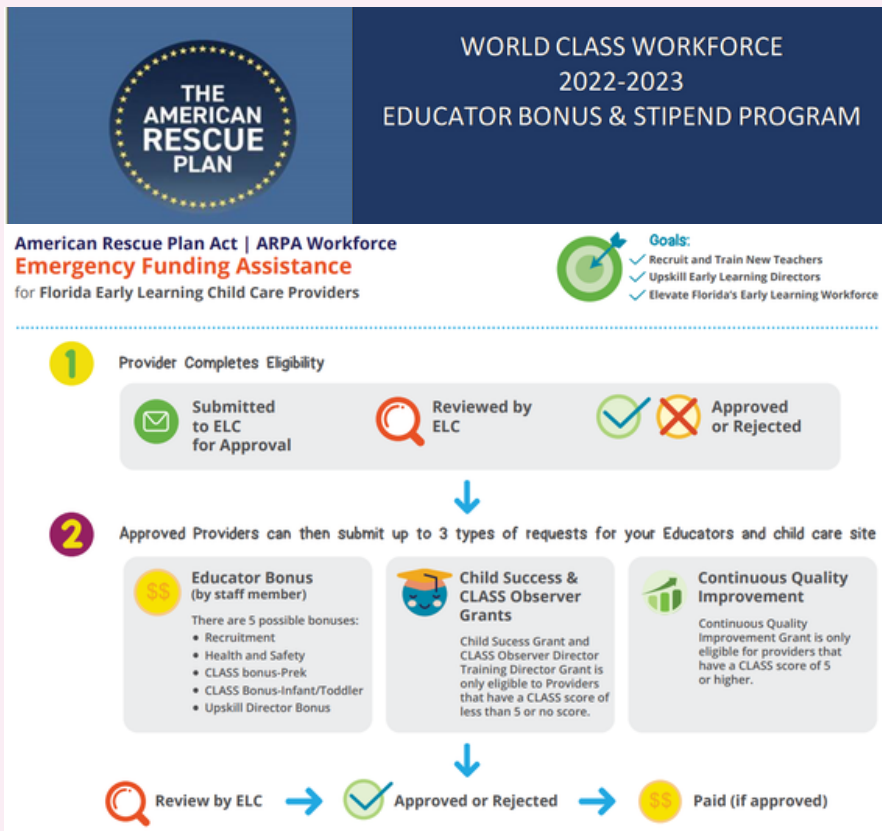 THE
AMERICAN
RESCUE
PLAN
WORLD CLASS WORKFORCE
2022-2023
EDUCATOR BONUS & STIPEND PROGRAM
American Rescue Plan Act | ARPA Workforce
Emergency Funding Assistance
for Florida Early Learning Child Care Providers
Goals:
Recruit and Train New Teachers
Upskill Early Learning Directors
Elevate Florida's Early Learning Workforce
1
Provider Completes Eligibility
Submitted
to ELC
for Approval
Reviewed by
ELC
Approved
or Rejected
2
Approved Providers can then submit up to 3 types of requests for your Educators and child care site
$$
Educator Bonus
(by staff member)
There are 5 possible bonuses:
• Recruitment
• Health and Safety
• CLASS bonus-Prek
• CLASS Bonus-Infant/Toddler
• Upskill Director Bonus
Child Success &
CLASS Observer
Grants
Child Sucess Grant and
CLASS Observer Director
Training Director Grant is
only eligible to Providers
that have a CLASS score of
less than 5 or no score.
Continuous Quality
Improvement
Continuous Quality
Improvement Grant is only
eligible for providers that
have a CLASS score of 5
or higher.
Review by ELC
Approved or Rejected
$$
Paid (if approved)